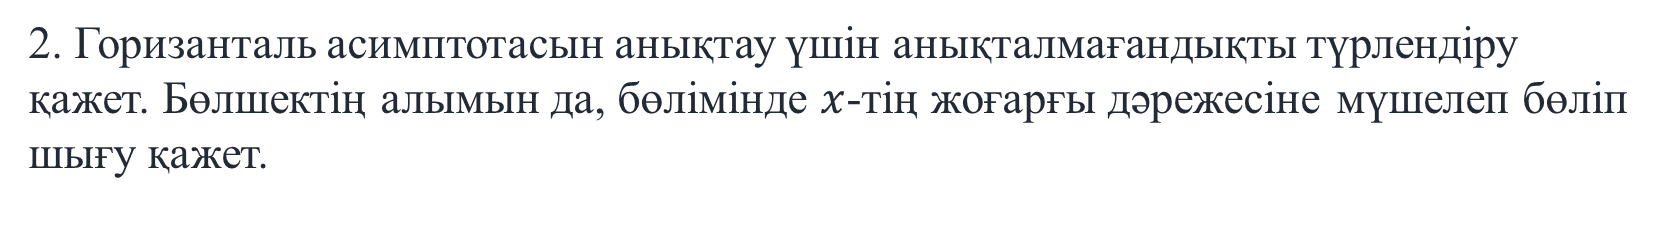 2. Горизанталь асимптотасын анықтау үшін анықталмағандықты түрлендіру
қажет. Бөлшектің алымын да, бөлімінде x-тің жоғарғы дәрежесіне мүшелеп бөліп
шығу қажет.